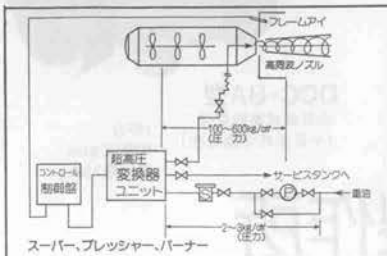 フレームアイ
高周波ノズル
100~600kg/cm²
(圧 力)
超高圧
変換器
ユニット
コントロール
制御盤
サービスタンクへ
P
重油
2~3kg/cm²
(圧力)
スーパー、プレッシャー、バーナー